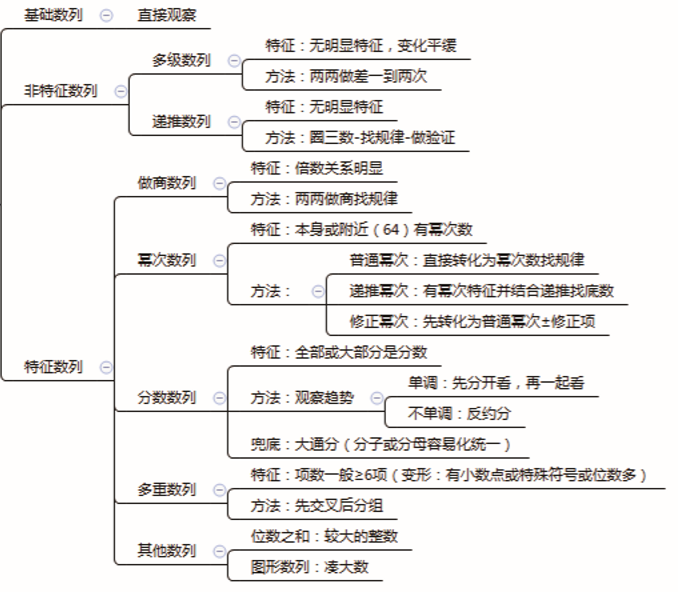 基础数列
直接观察
非特征数列
多级数列
特征：无明显特征，变化平缓
方法：两两做差一到两次
递推数列
特征：无明显特征
方法：圈三数-找规律-做验证
特征数列
做商数列
特征：倍数关系明显
方法：两两做商找规律
幂次数列
特征：本身或附近（64）有幂次数
方法：
普通幂次：直接转化为幂次数找规律
递推幂次：有幂次特征并结合递推找底数
修正幂次：先转化为普通幂次±修正项
分数数列
特征：全部或大部分是分数
方法：观察趋势
单调：先分开看，再一起看
不单调：反约分
兜底：大通分（分子或分母容易化统一）
多重数列
特征：项数一般≥6项（变形：有小数点或特殊符号或位数多）
方法：先交叉后分组
其他数列
位数之和：较大的整数
图形数列：凑大数